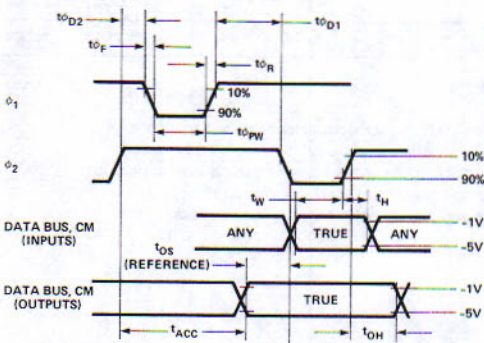 tφD2
tφD1
tφF
tφR
φ1
10%
90%
tφPW
φ2
10%
90%
tW
tH
DATA BUS, CM
(INPUTS)
ANY
TRUE
ANY
-1V
-5V
tOS
(REFERENCE)
DATA BUS, CM
(OUTPUTS)
TRUE
-1V
-5V
tACC
tOH